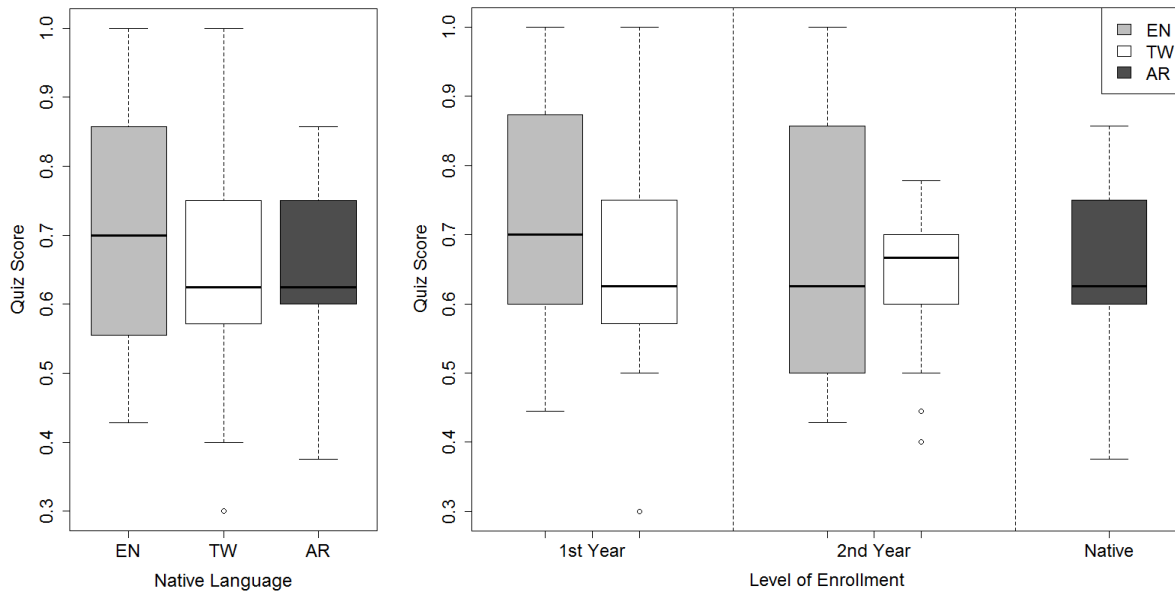 Quiz Score
1.0
0.9
0.8
0.7
0.6
0.5
0.4
0.3
EN TW AR
Native Language
Quiz Score
1.0
0.9
0.8
0.7
0.6
0.5
0.4
0.3
1st Year 2nd Year Native
Level of Enrollment
EN
TW
AR